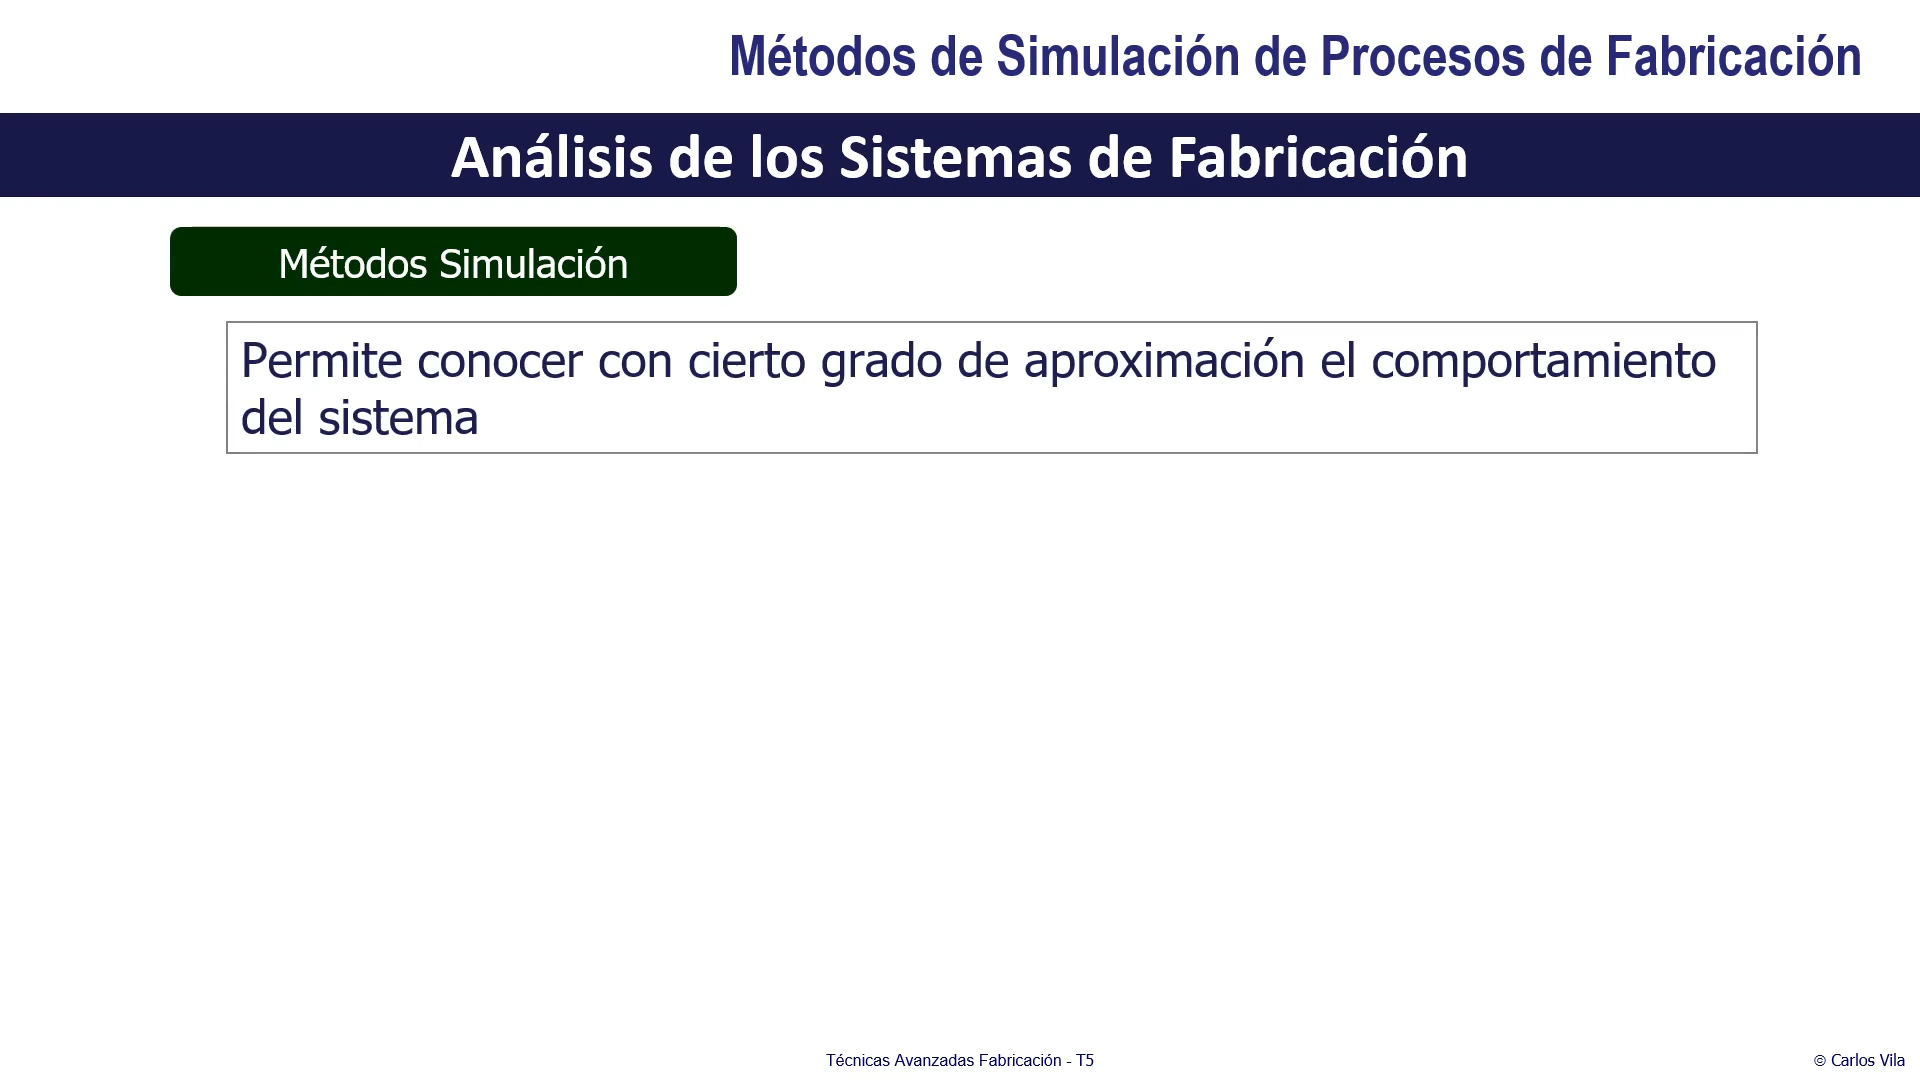 Métodos de Simulación de Procesos de Fabricación
Análisis de los Sistemas de Fabricación
Métodos Simulación
Permite conocer con cierto grado de aproximación el comportamiento
del sistema
Técnicas Avanzadas Fabricación - T5
© Carlos Vila